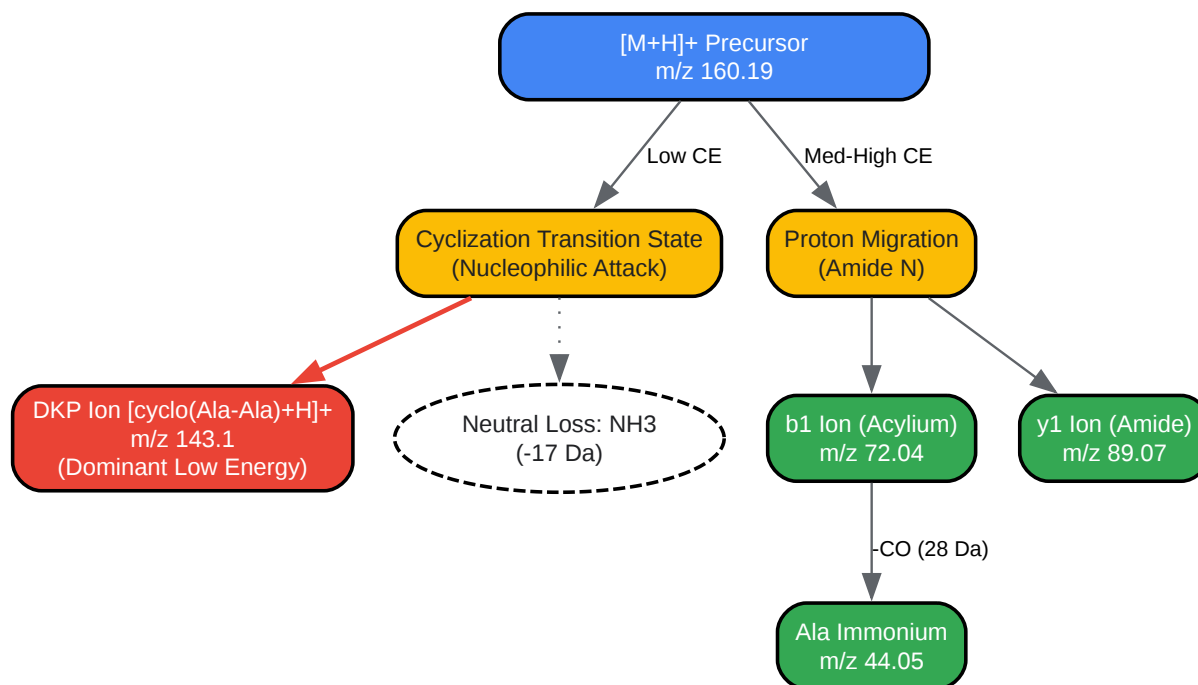 [M+H]+ Precursor
m/z 160.19
Low CE
Med-High CE
Cyclization Transition State
(Nucleophilic Attack)
Proton Migration
(Amide N)
DKP Ion [cyclo(Ala-Ala)+H]+
m/z 143.1
(Dominant Low Energy)
Neutral Loss: NH3
(-17 Da)
b1 Ion (Acylium)
m/z 72.04
y1 Ion (Amide)
m/z 89.07
-CO (28 Da)
Ala Immonium
m/z 44.05